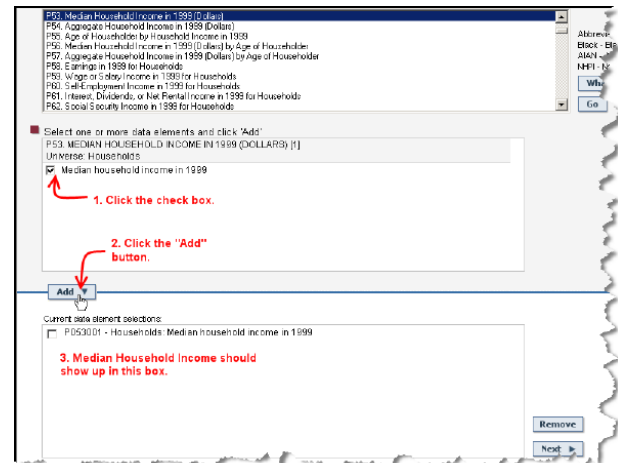 P53. Median Household Income in 1999 (Dollars)
P54. Aggregate Household Income in 1999 (Dollars)
P55. Age of Householder by Household Income in 1999
P56. Median Household Income in 1999 (Dollars) by Age of Householder
P57. Aggregate Household Income in 1999 (Dollars) by Age of Householder
P58. Earnings in 1999 for Households
P59. Wage or Salary Income in 1999 for Households
P60. Self-Employment Income in 1999 for Households
P61. Interest, Dividends, or Net Rental Income in 1999 for Households
P62. Social Security Income in 1999 for Households
Black -
AIAN -
NHPI -
Go
Select one or more data elements and click 'Add'
P53. MEDIAN HOUSEHOLD INCOME IN 1999 (DOLLARS) [1]
Universe: Households
Median household income in 1999
1. Click the check box.
2. Click the "Add"
button.
Add
Current data element selections:
P053001 - Households: Median household income in 1999
3. Median Household Income should
show up in this box.
Remove
Next